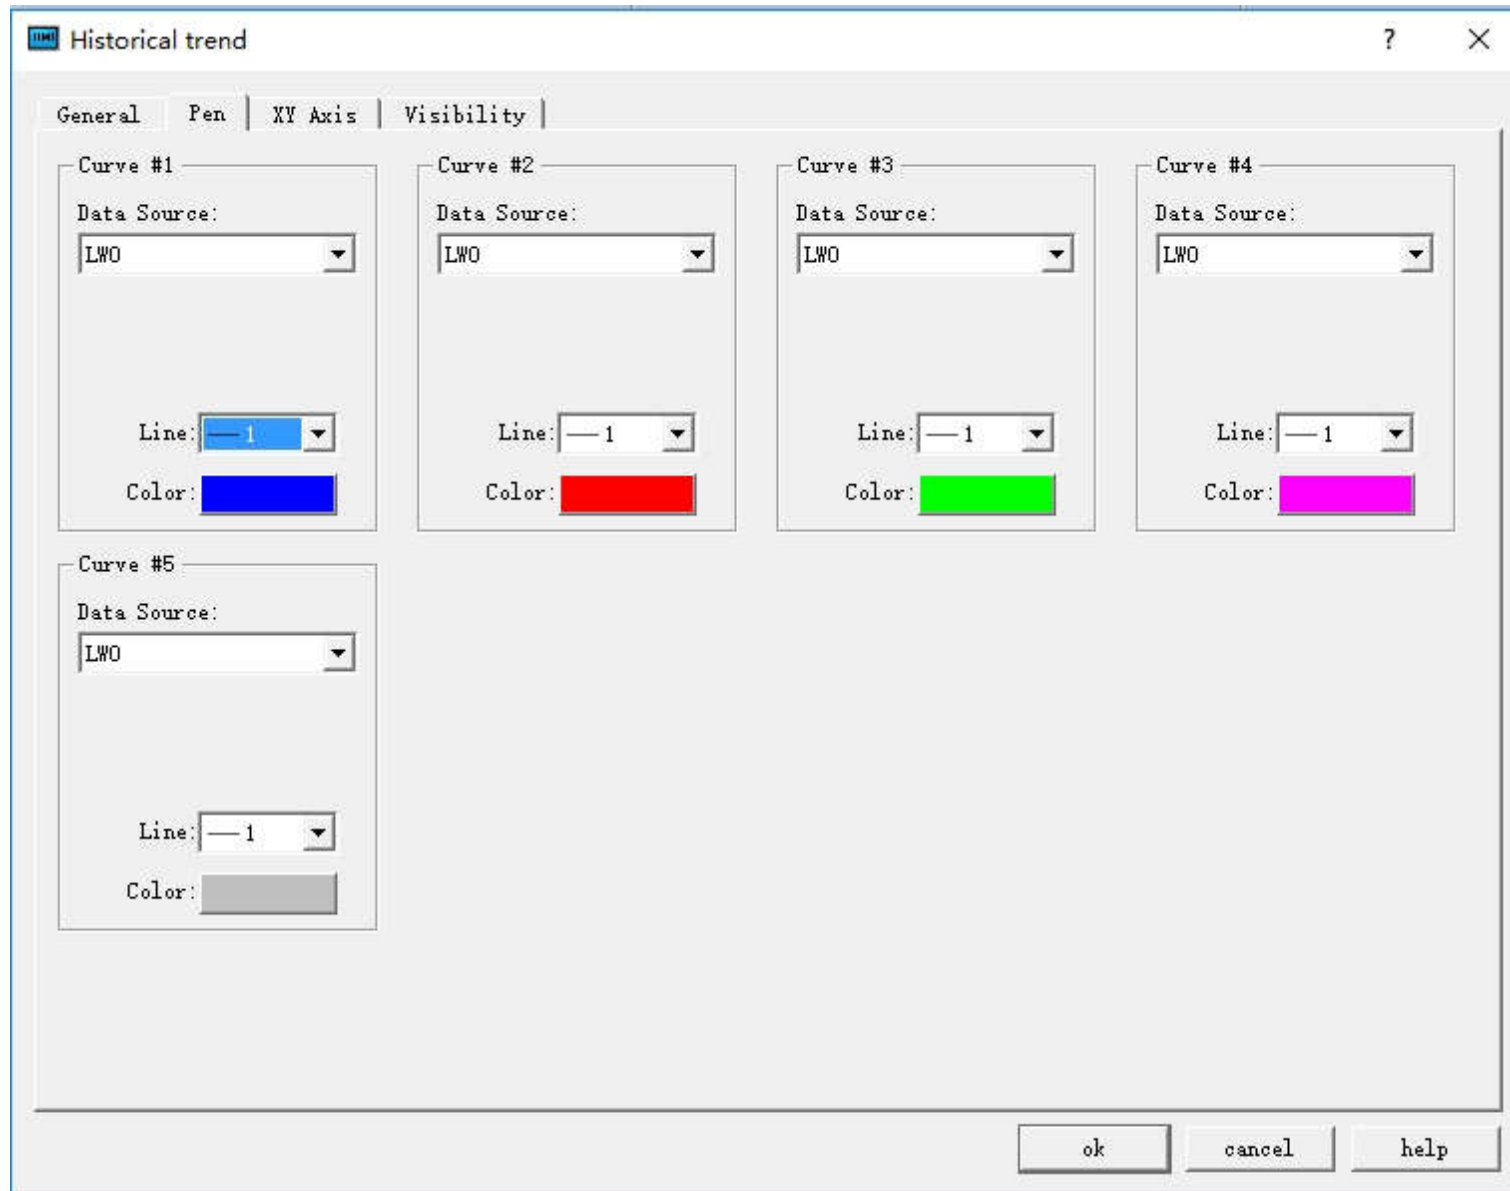 Historical trend ? ×
General Pen XY Axis Visibility
Curve #1 Curve #2 Curve #3 Curve #4
Data Source: Data Source: Data Source: Data Source:
LW0 LW0 LW0 LW0
Line: 1 Line: 1 Line: 1 Line: 1
Color: Color: Color: Color:
Curve #5
Data Source:
LW0
Line: 1
Color:
ok cancel help